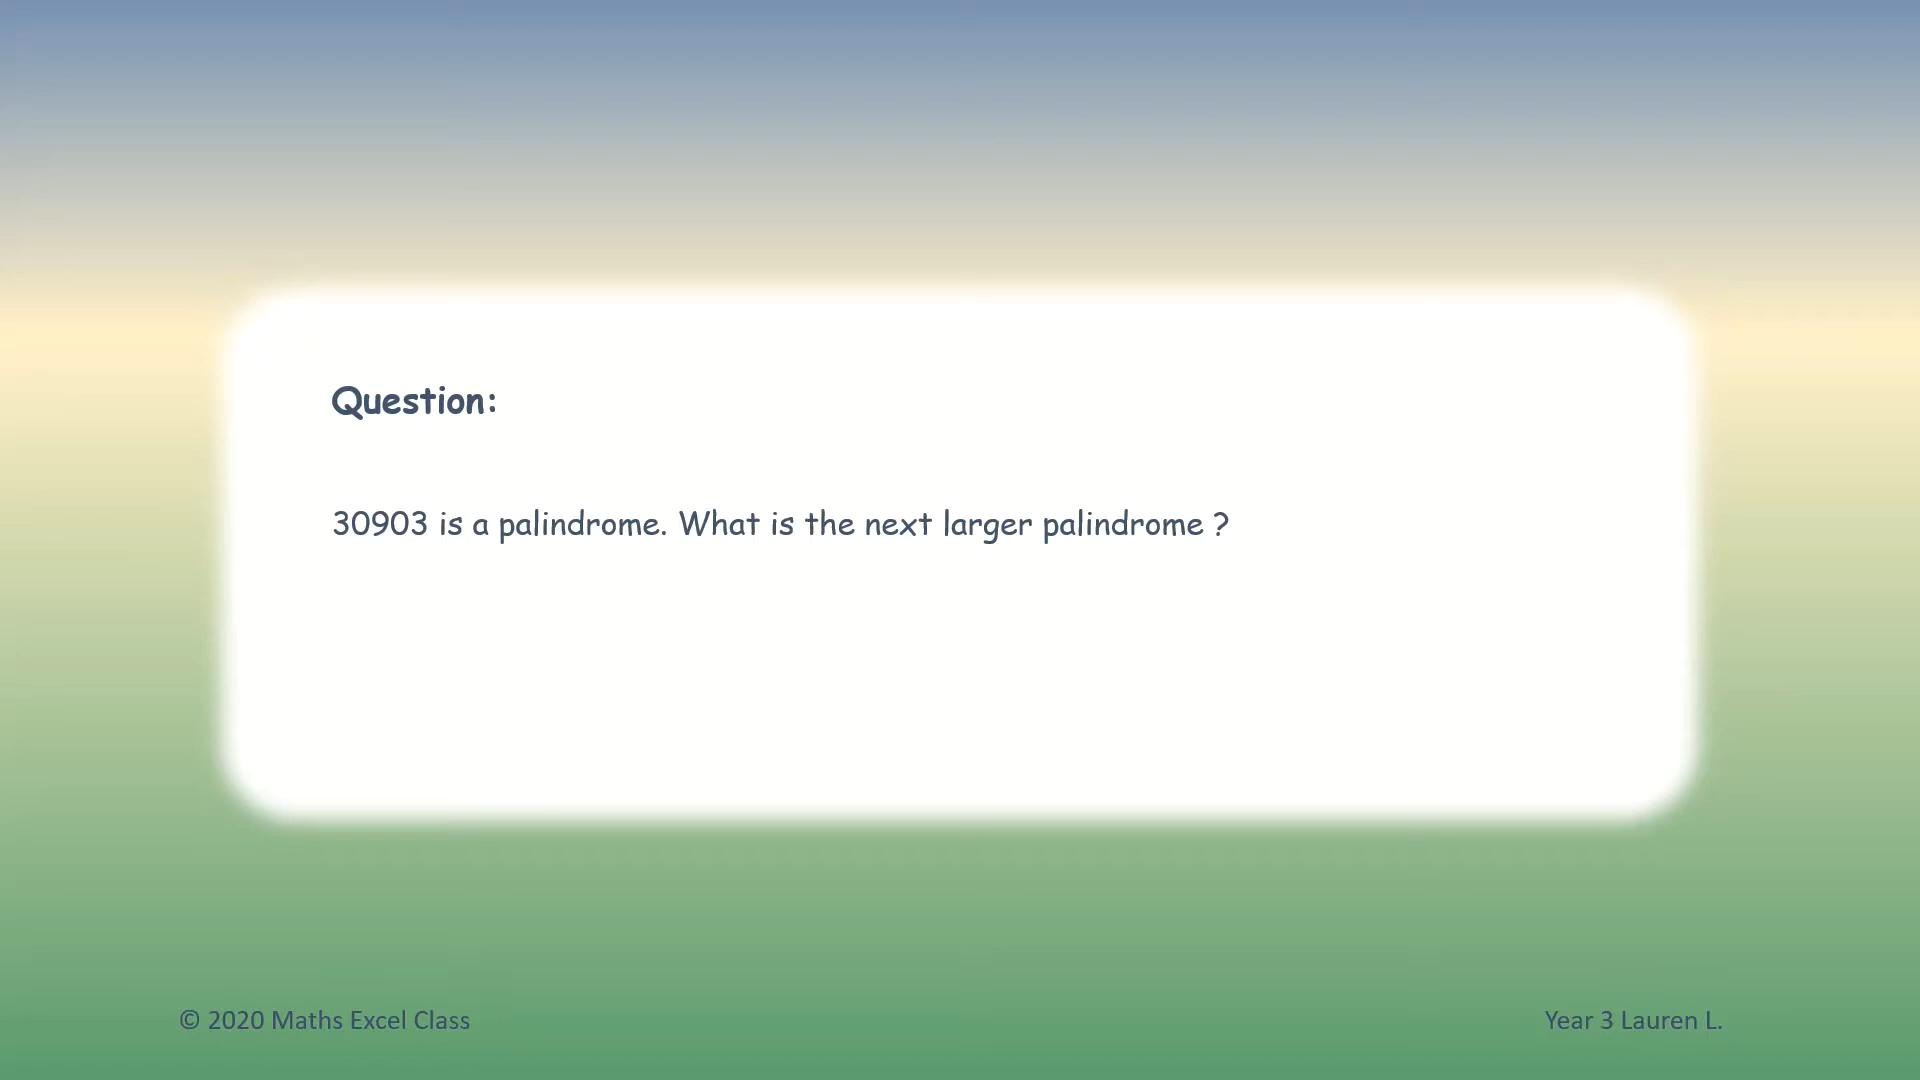 Question:
30903 is a palindrome. What is the next larger palindrome ?
© 2020 Maths Excel Class
Year 3 Lauren L.